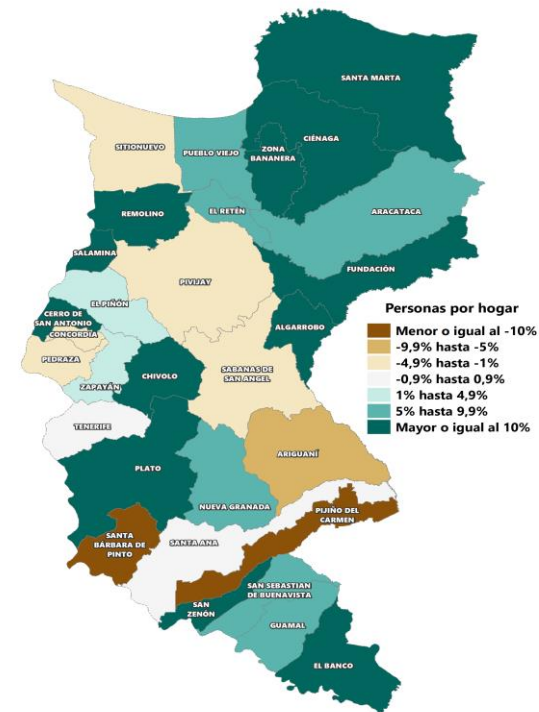 SANTA MARTA
CIÉNAGA
SITIONUEVO
PUEBLO VIEJO
ZONA
BANANERA
REMOLINO
EL RETÉN
ARACATACA
SALAMINA
FUNDACIÓN
PIVIJAY
EL PIÑÓN
CERRO DE
SAN ANTONIO
CONCORDIA
ALGARROBO
PEDRAZA
ZAPAYÁN
CHIVOLO
SABANAS DE
SAN ANGEL
TENERIFE
ARIGUANÍ
PLATO
NUEVA GRANADA
PIJIÑO DEL
CARMEN
SANTA
BÁRBARA DE
PINTO
SANTA ANA
SAN SEBASTIAN
DE BUENAVISTA
SAN
ZENÓN
GUAMAL
EL BANCO
Personas por hogar
Menor o igual al -10%
-9,9% hasta -5%
-4,9% hasta -1%
-0,9% hasta 0,9%
1% hasta 4,9%
5% hasta 9,9%
Mayor o igual al 10%